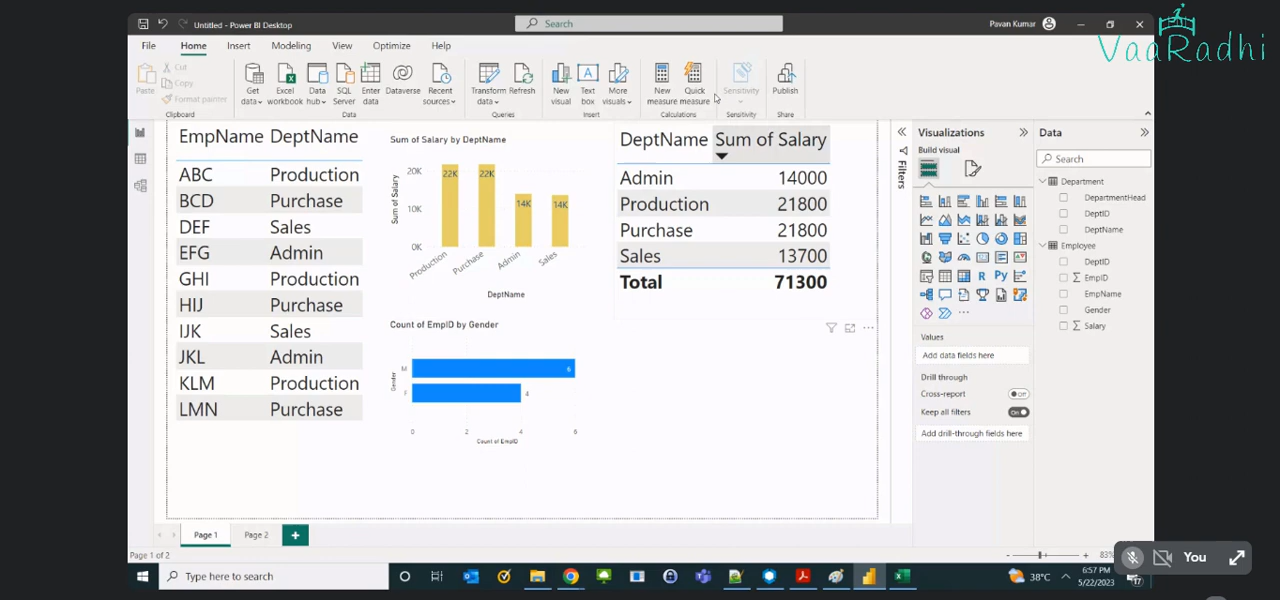 Untitled - Power BI Desktop
Search
Pavan Kumar
VaaRadhi
File Home Insert Modeling View Optimize Help
Paste
Cut
Copy
Format painter
Clipboard
Get data
Excel workbook
Data hub
SQL Server
Enter data
Dataverse
Recent sources
Data
Transform data
Refresh
Queries
New visual
Text box
More visuals
Insert
New measure
Quick measure
Calculations
Sensitivity
Sensitivity
Publish
Share
EmpName DeptName
ABC Production
BCD Purchase
DEF Sales
EFG Admin
GHI Production
HIJ Purchase
IJK Sales
JKL Admin
KLM Production
LMN Purchase
Sum of Salary by DeptName
Sum of Salary
20K
10K
0K
22K 22K 14K 14K
Production Purchase Admin Sales
DeptName
DeptName Sum of Salary
Admin 14000
Production 21800
Purchase 21800
Sales 13700
Total 71300
Count of EmpID by Gender
Gender
M 6
F 4
0 2 4 6
Count of EmpID
Filters
Visualizations
Build visual
R Py
Values
Add data fields here
Drill through
Cross-report Off
Keep all filters On
Add drill-through fields here
Data
Search
Department
DepartmentHead
DeptID
DeptName
Employee
DeptID
EmpID
EmpName
Gender
Salary
Page 1 Page 2
Page 1 of 2
83%
You
Type here to search
38°C
6:57 PM
5/22/2023
17